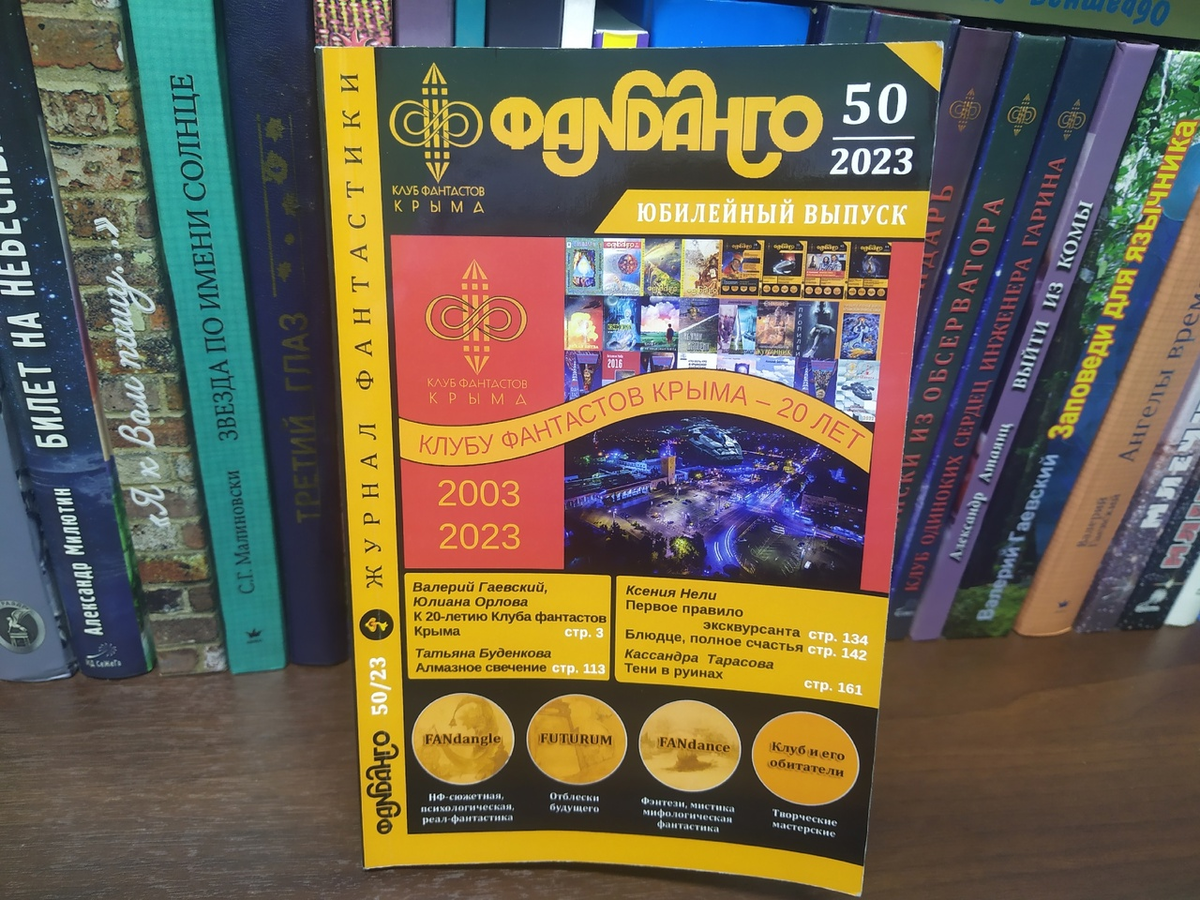 БИЛЕТ НА НЕБЕСНЫ
Александр Милютин
«Я к Вам пишу...»
ЗВЕЗДА ПО ИМЕНИ СОЛНЦЕ
С.Г. Малиновски
ТРЕТИЙ ГЛАЗ
ЖУРНАЛ ФАНТАСТИКИ
50/23
ФАНДАНГО
КЛУБ ФАНТАСТОВ
КРЫМА
ФАНДАНГО
50
2023
ЮБИЛЕЙНЫЙ ВЫПУСК
КЛУБ ФАНТАСТОВ
КРЫМА
2016
КЛУБУ ФАНТАСТОВ КРЫМА – 20 ЛЕТ
2003
2023
Валерий Гаевский,
Юлиана Орлова
К 20-летию Клуба фантастов
Крыма стр. 3
Татьяна Буденкова
Алмазное свечение стр. 113
Ксения Нели
Первое правило
экскурсанта стр. 134
Блюдце, полное счастья стр. 142
Кассандра Тарасова
Тени в руинах
стр. 161
FANdangle
FUTURUM
FANdance
Клуб и его
обитатели
НФ-сюжетная,
психологическая,
реал-фантастика
Отблески
будущего
Фэнтези, мистика
мифологическая
фантастика
Творческие
мастерские
ИЗ ОБСЕРВАТОРА
КЛУБ ОДИНОКИХ СЕРДЕЦ ИНЖЕНЕРА ГАРИНА
Александр Атоянц ВЫЙТИ ИЗ КОМЫ
Валерий Гаевский Заповеди для язычника
Валерий
Гаевский
Ангелы времён